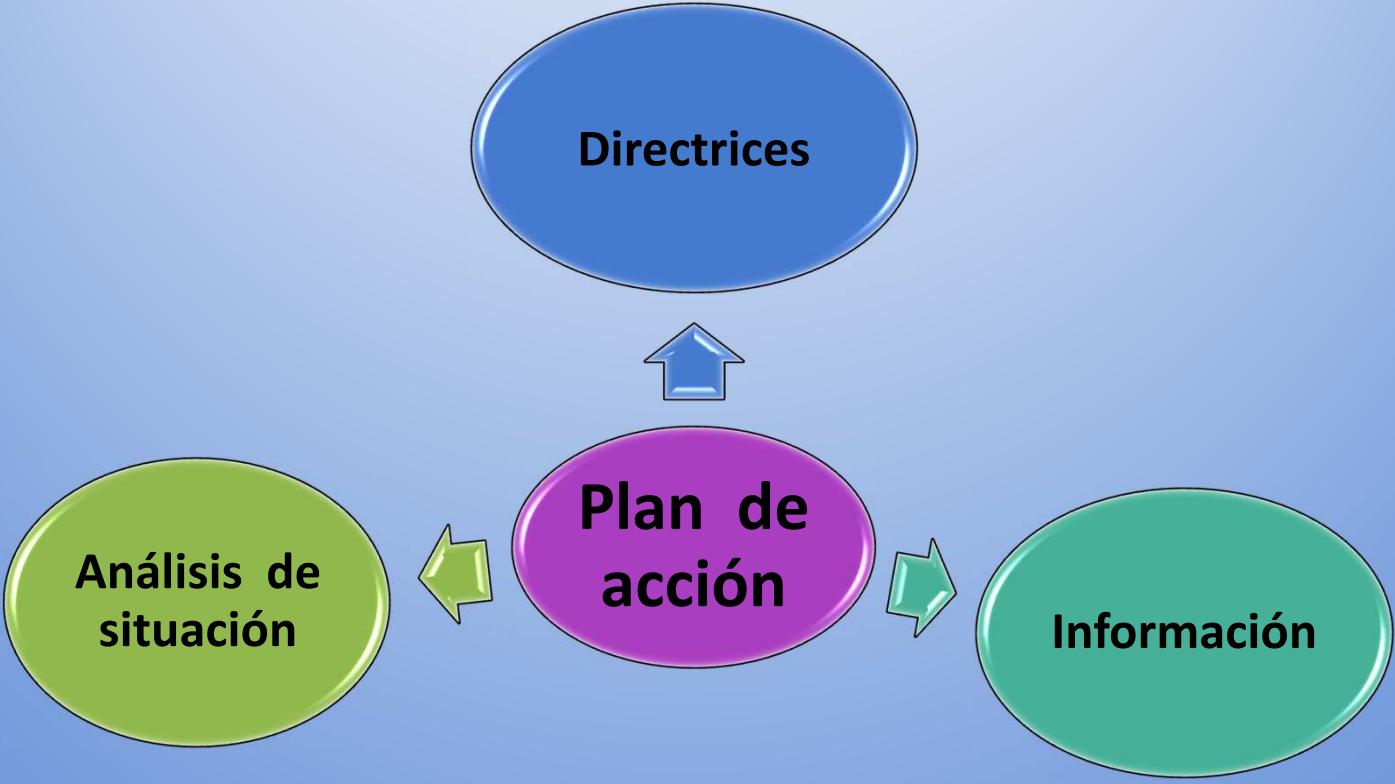 Directrices
Plan de
acción
Análisis de
situación
Información